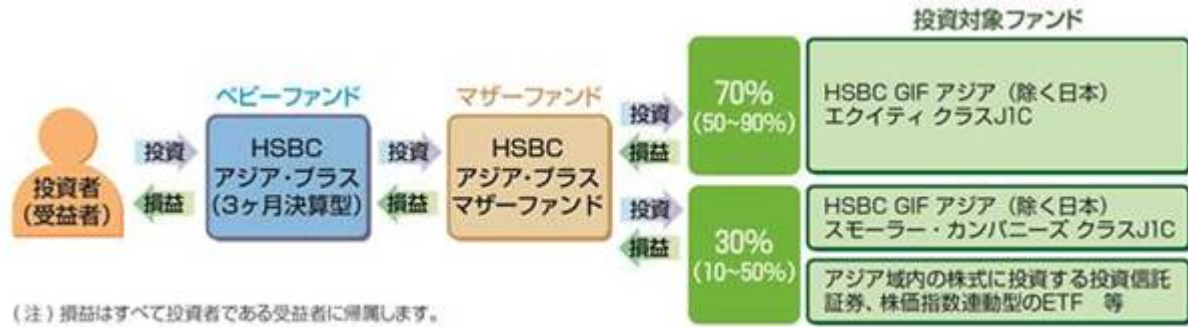 投資対象ファンド
ベビーファンド
マザーファンド
投資者
(受益者)
投資
損益
HSBC
アジア・プラス
(3ヶ月決算型)
投資
損益
HSBC
アジア・プラス
マザーファンド
投資
損益
70%
(50~90%)
HSBC GIF アジア (除く日本)
エクイティ クラスJ1C
投資
損益
30%
(10~50%)
HSBC GIF アジア (除く日本)
スモーラー・カンパニーズ クラスJ1C
アジア域内の株式に投資する投資信託
証券、株価指数連動型のETF 等
(注) 損益はすべて投資者である受益者に帰属します。